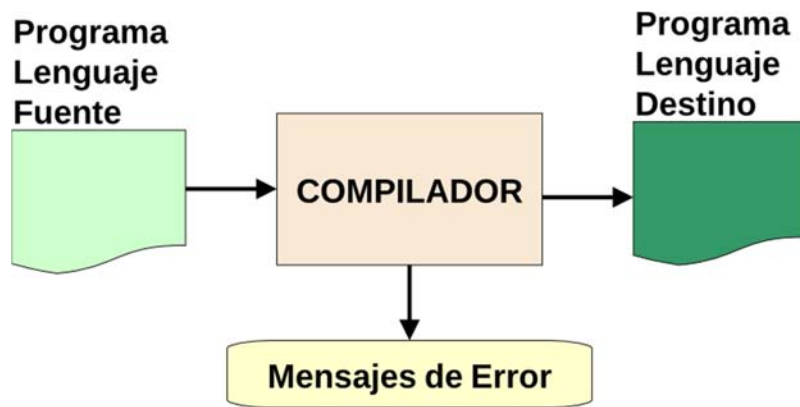 Programa
Lenguaje
Fuente
COMPILADOR
Programa
Lenguaje
Destino
Mensajes de Error